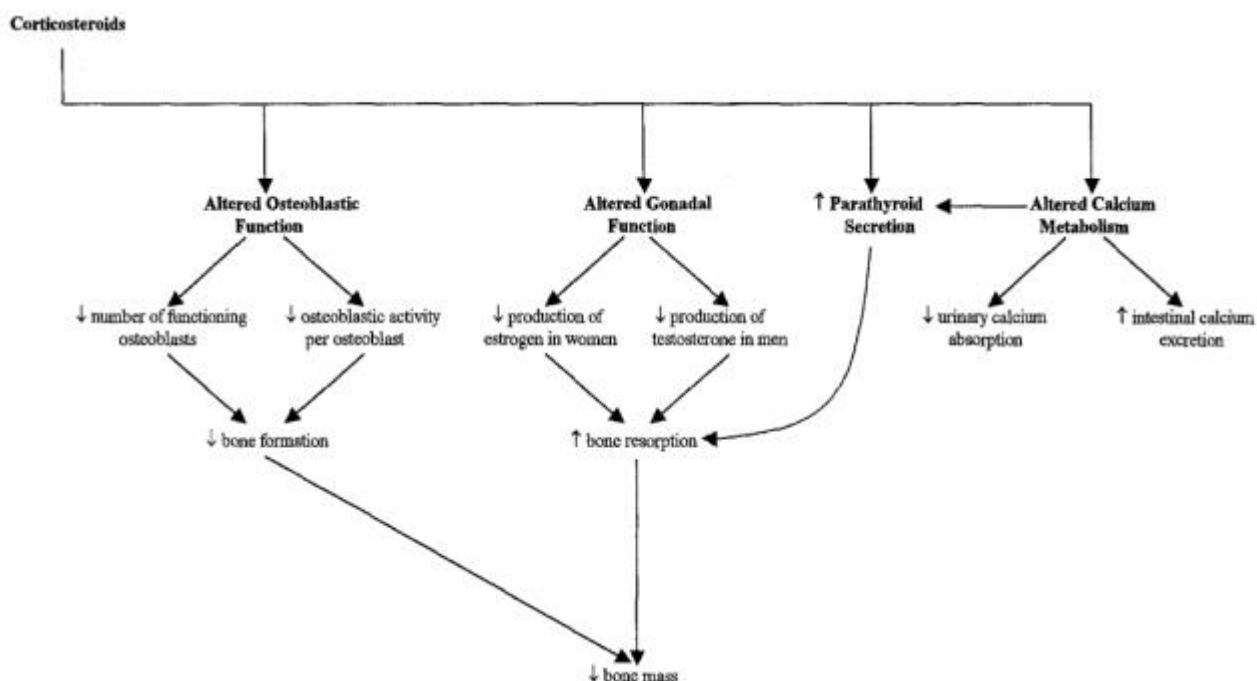 Corticosteroids
Altered Osteoblastic
Function
Altered Gonadal
Function
↑ Parathyroid
Secretion
Altered Calcium
Metabolism
↓ number of functioning
osteoblasts
↓ osteoblastic activity
per osteoblast
↓ production of
estrogen in women
↓ production of
testosterone in men
↓ urinary calcium
absorption
↑ intestinal calcium
excretion
↓ bone formation
↑ bone resorption
↓ bone mass